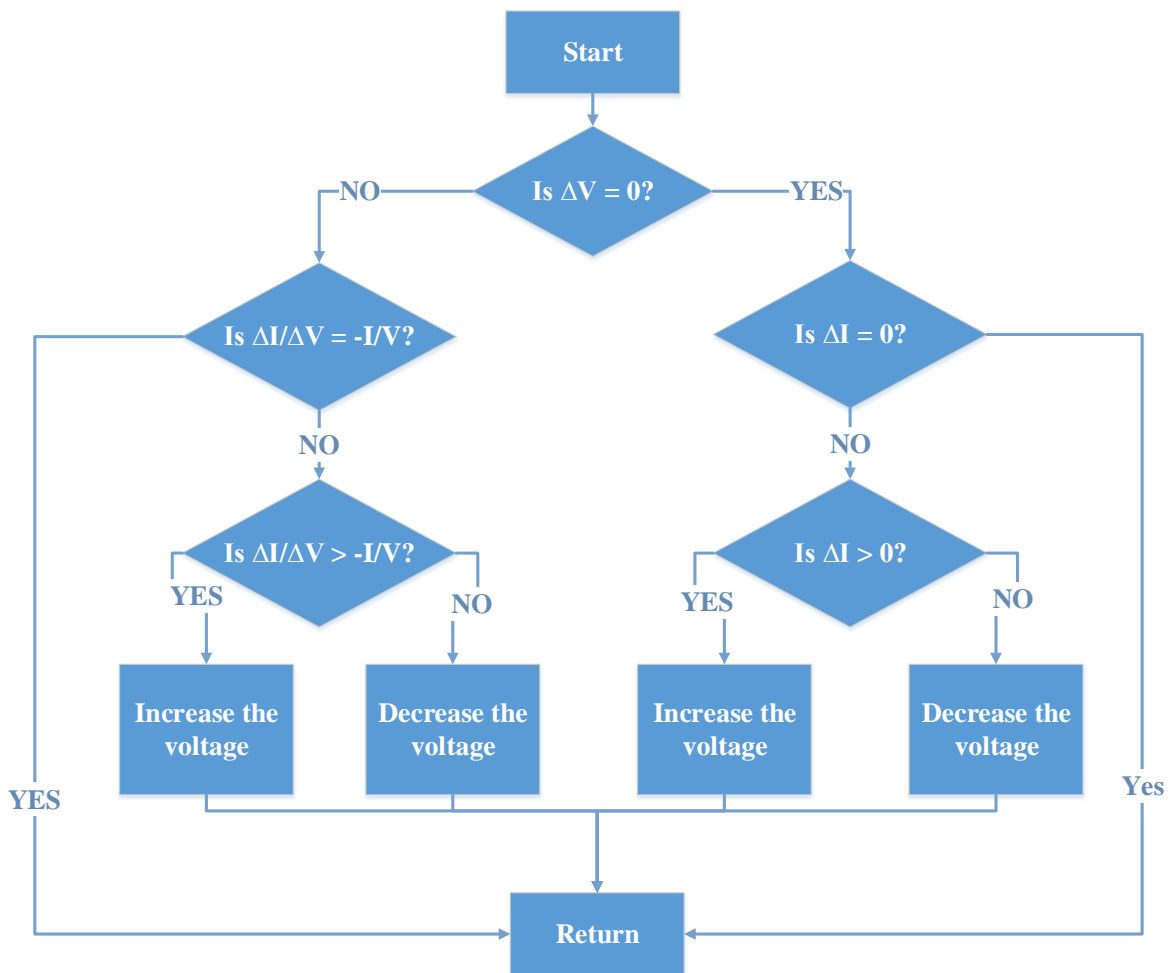 Start
Is ΔV = 0?
NO
YES
Is ΔI/ΔV = -I/V?
Is ΔI = 0?
NO
NO
Is ΔI/ΔV > -I/V?
Is ΔI > 0?
YES
NO
YES
NO
Increase the
voltage
Decrease the
voltage
Increase the
voltage
Decrease the
voltage
YES
Yes
Return